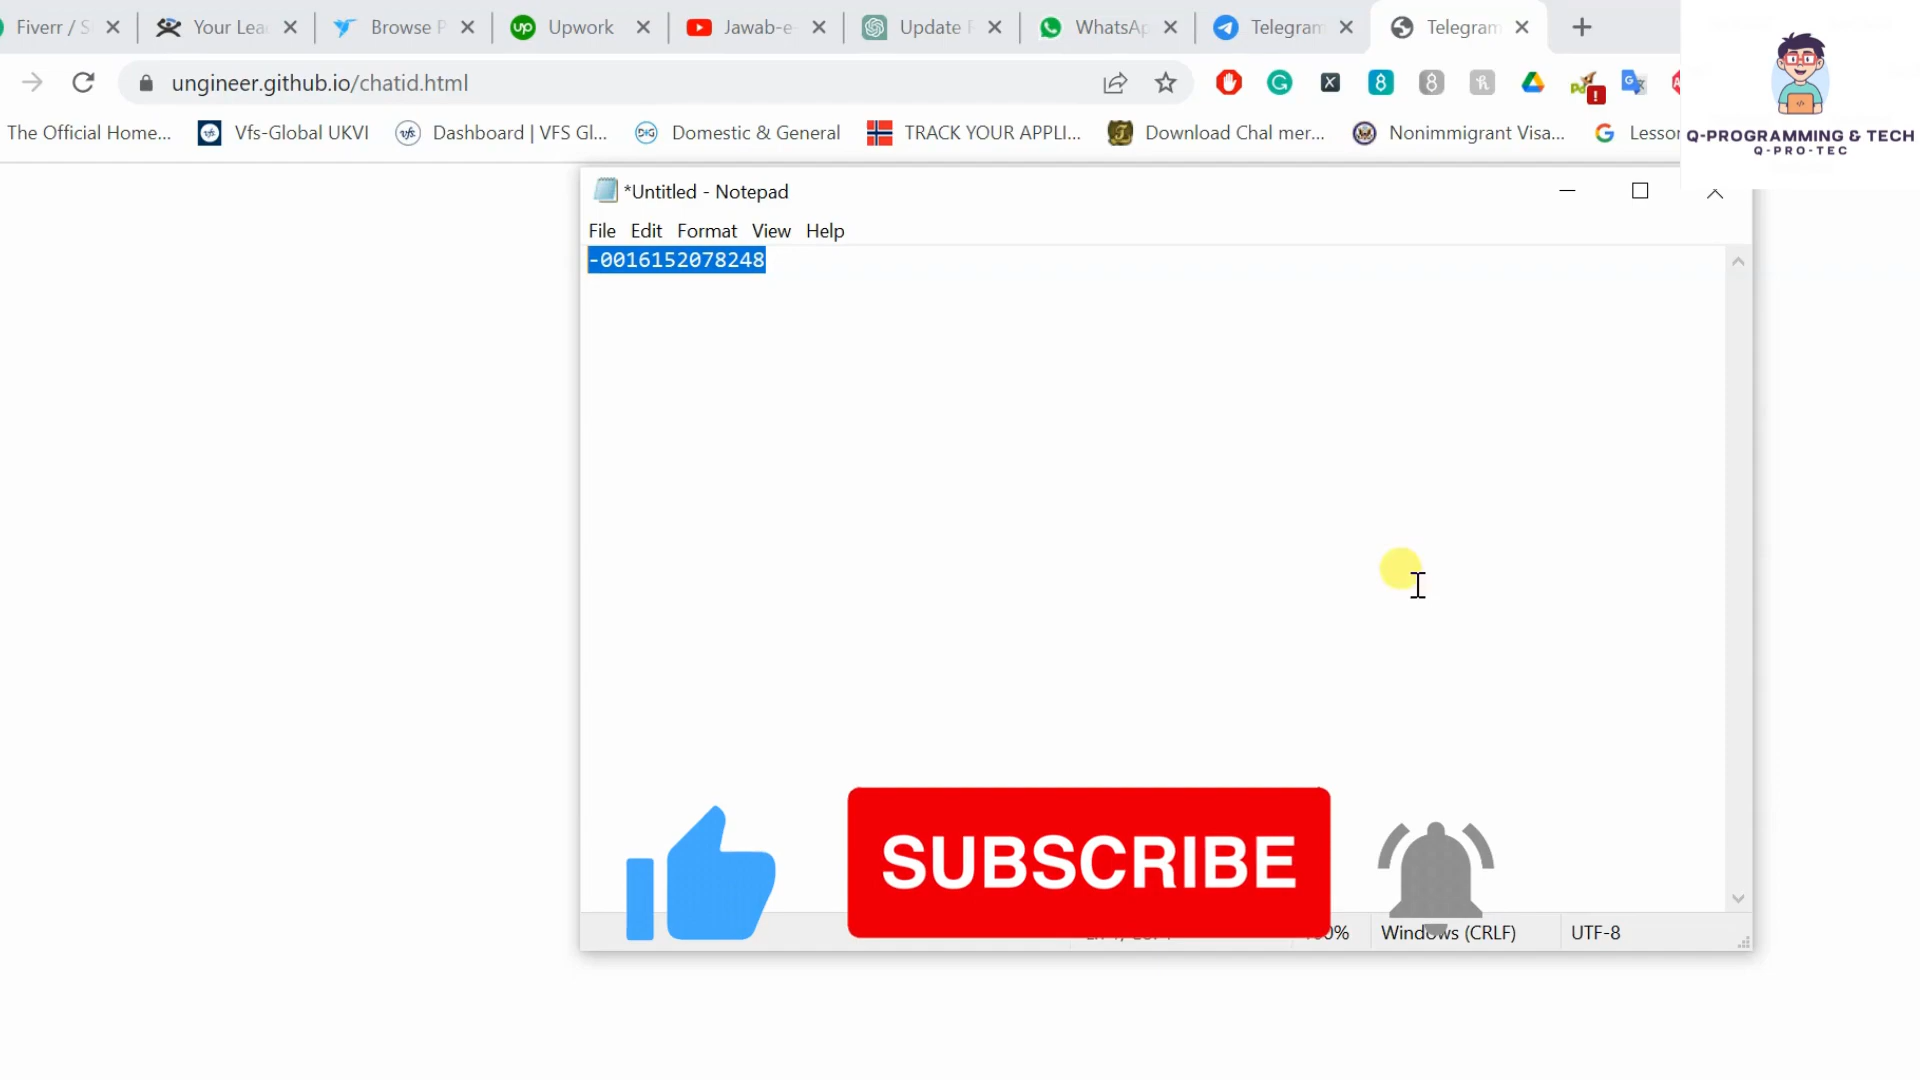 Fiverr / S
Your Lea
Browse P
Upwork
Jawab-e-
Update
WhatsAp
Telegram
Telegram
ungineer.github.io/chatid.html
The Official Home...
Vfs-Global UKVI
Dashboard | VFS Gl...
Domestic & General
TRACK YOUR APPLI...
Download Chal mer...
Nonimmigrant Visa...
Lesso
Q-PROGRAMMING & TECH
Q-PRO-TEC
*Untitled - Notepad
File Edit Format View Help
-0016152078248
SUBSCRIBE
Windows (CRLF)
UTF-8